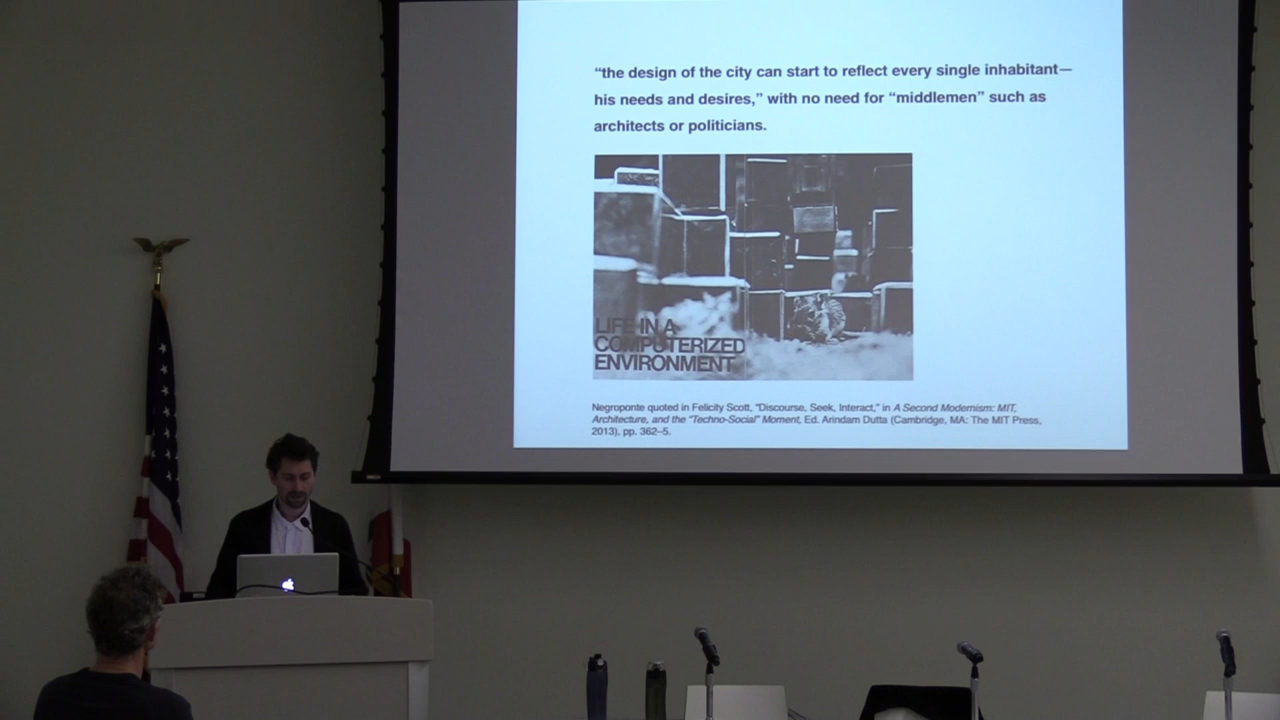 “the design of the city can start to reflect every single inhabitant—
his needs and desires,” with no need for “middlemen” such as
architects or politicians.
LIFE IN A
COMPUTERIZED
ENVIRONMENT
Negroponte quoted in Felicity Scott, “Discourse, Seek, Interact,” in A Second Modernism: MIT,
Architecture, and the “Techno-Social” Moment, Ed. Arindam Dutta (Cambridge, MA: The MIT Press,
2013), pp. 362–5.